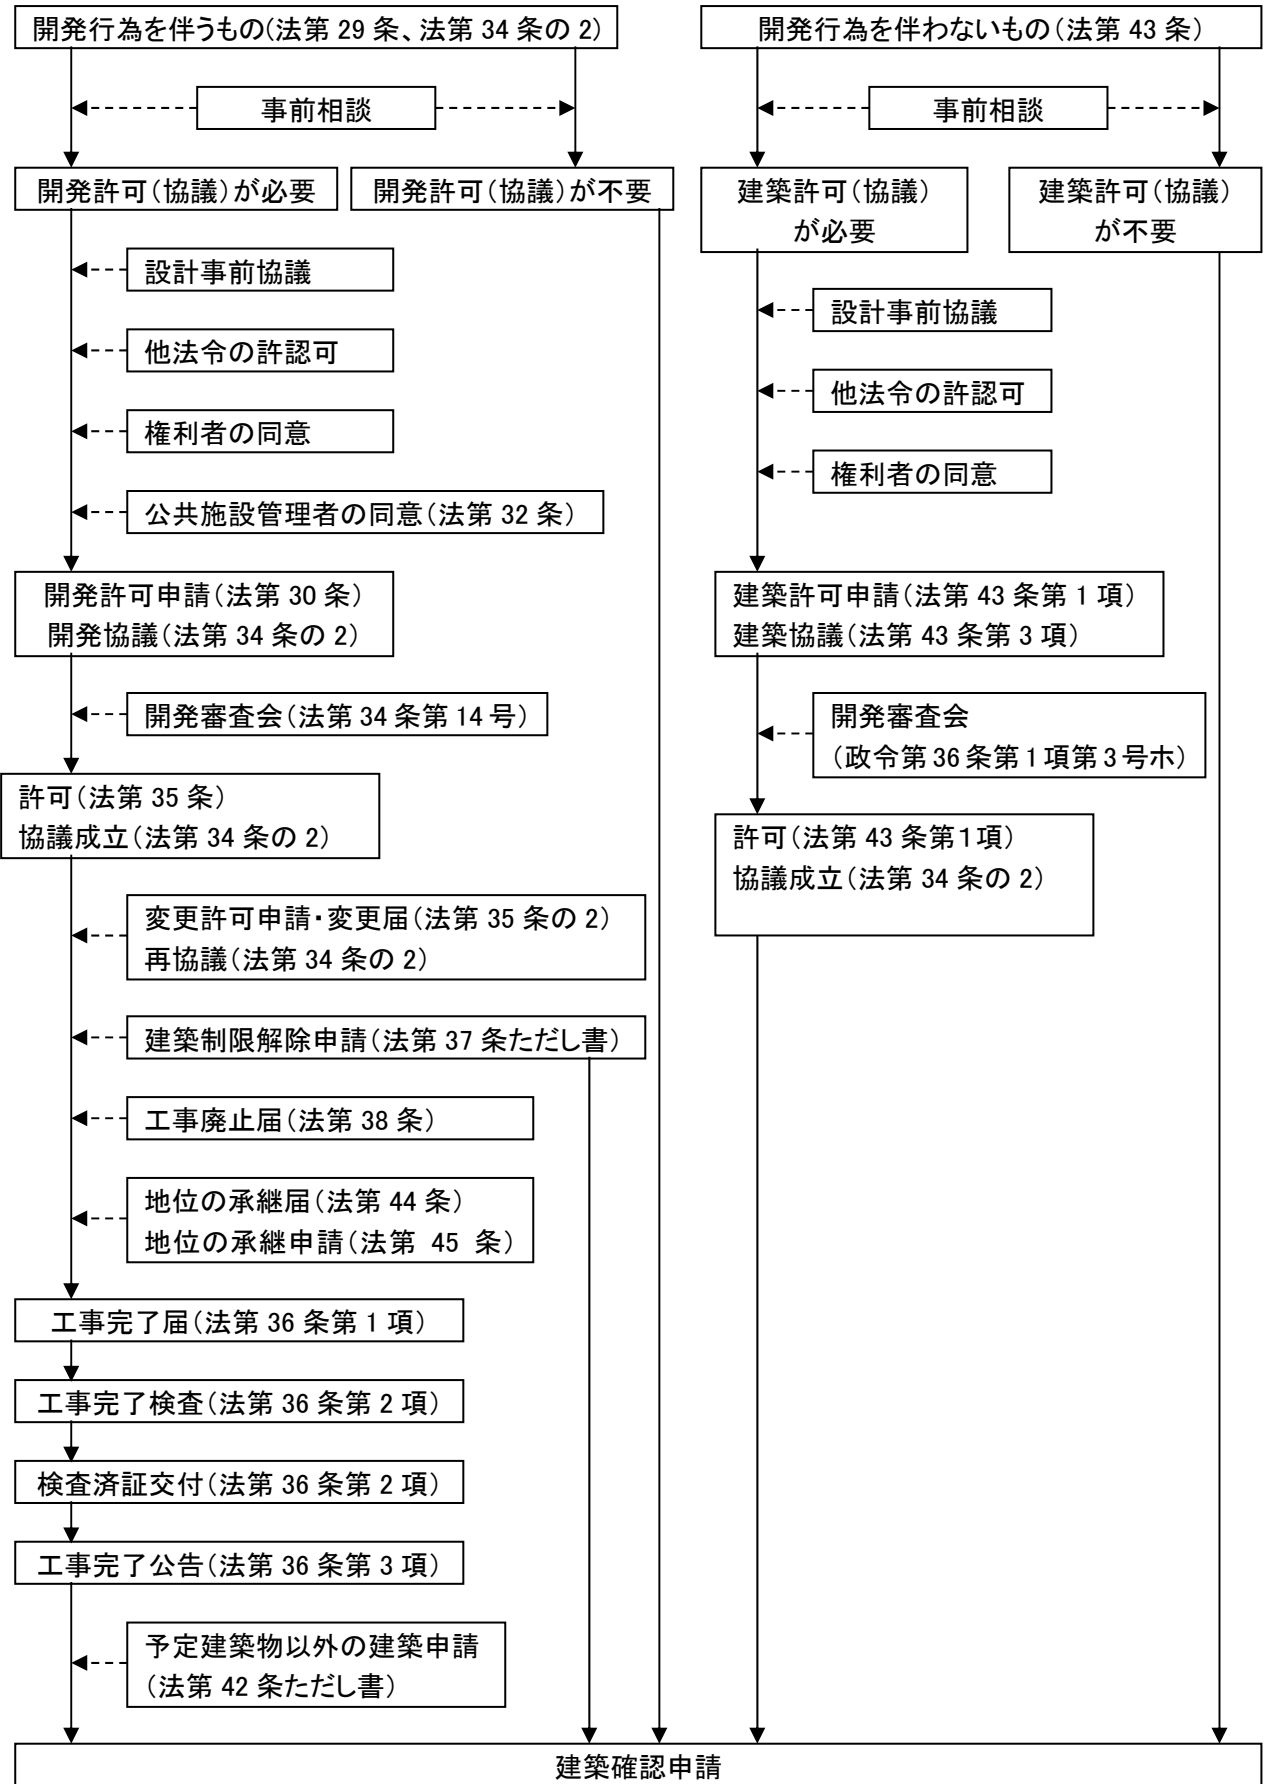 開発行為を伴うもの(法第 29 条、法第 34 条の 2)
事前相談
開発許可(協議)が必要
開発許可(協議)が不要
設計事前協議
他法令の許認可
権利者の同意
公共施設管理者の同意(法第 32 条)
開発許可申請(法第 30 条)
開発協議(法第 34 条の 2)
開発審査会(法第 34 条第 14 号)
許可(法第 35 条)
協議成立(法第 34 条の 2)
変更許可申請・変更届(法第 35 条の 2)
再協議(法第 34 条の 2)
建築制限解除申請(法第 37 条ただし書)
工事廃止届(法第 38 条)
地位の承継届(法第 44 条)
地位の承継申請(法第 45 条)
工事完了届(法第 36 条第 1 項)
工事完了検査(法第 36 条第 2 項)
検査済証交付(法第 36 条第 2 項)
工事完了公告(法第 36 条第 3 項)
予定建築物以外の建築申請
(法第 42 条ただし書)
開発行為を伴わないもの(法第 43 条)
事前相談
建築許可(協議)
が必要
建築許可(協議)
が不要
設計事前協議
他法令の許認可
権利者の同意
建築許可申請(法第 43 条第 1 項)
建築協議(法第 43 条第 3 項)
開発審査会
(政令第 36 条第 1 項第 3 号ホ)
許可(法第 43 条第1項)
協議成立(法第 34 条の 2)
建築確認申請